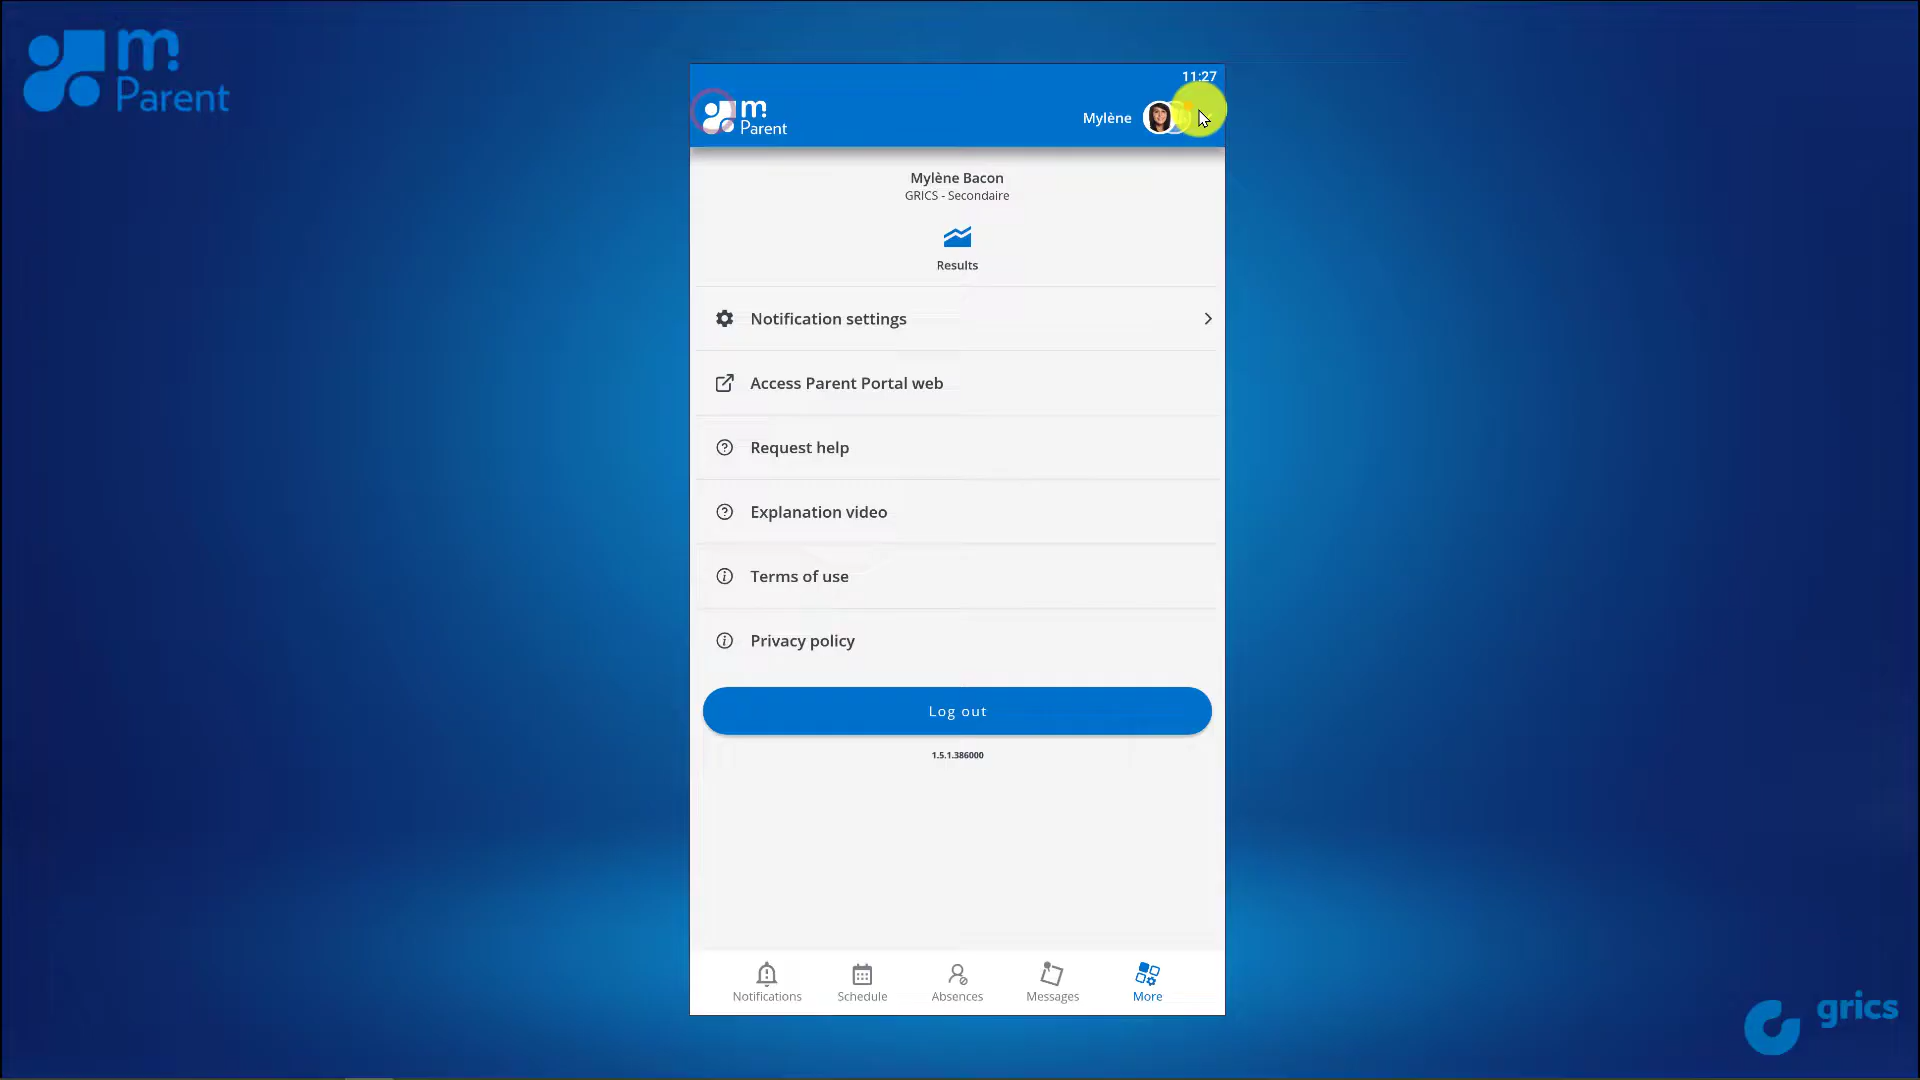 m!
Parent
11:27
m!
Parent
Mylène
Mylène Bacon
GRICS - Secondaire
Results
Notification settings
Access Parent Portal web
Request help
Explanation video
Terms of use
Privacy policy
Log out
1.5.1.386000
Notifications
Schedule
Absences
Messages
More
grics